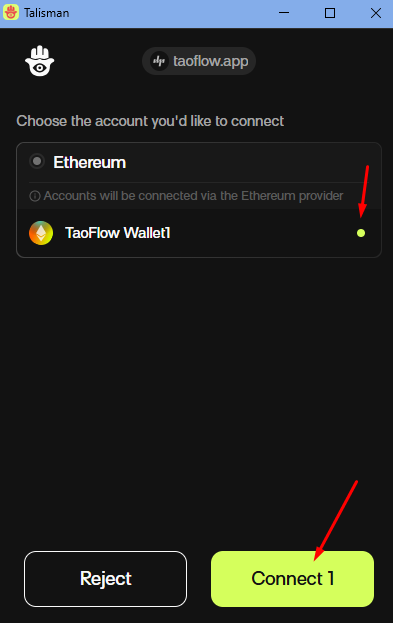 Talisman
taoflow.app
Choose the account you'd like to connect
Ethereum
Accounts will be connected via the Ethereum provider
TaoFlow Wallet1
Reject
Connect 1